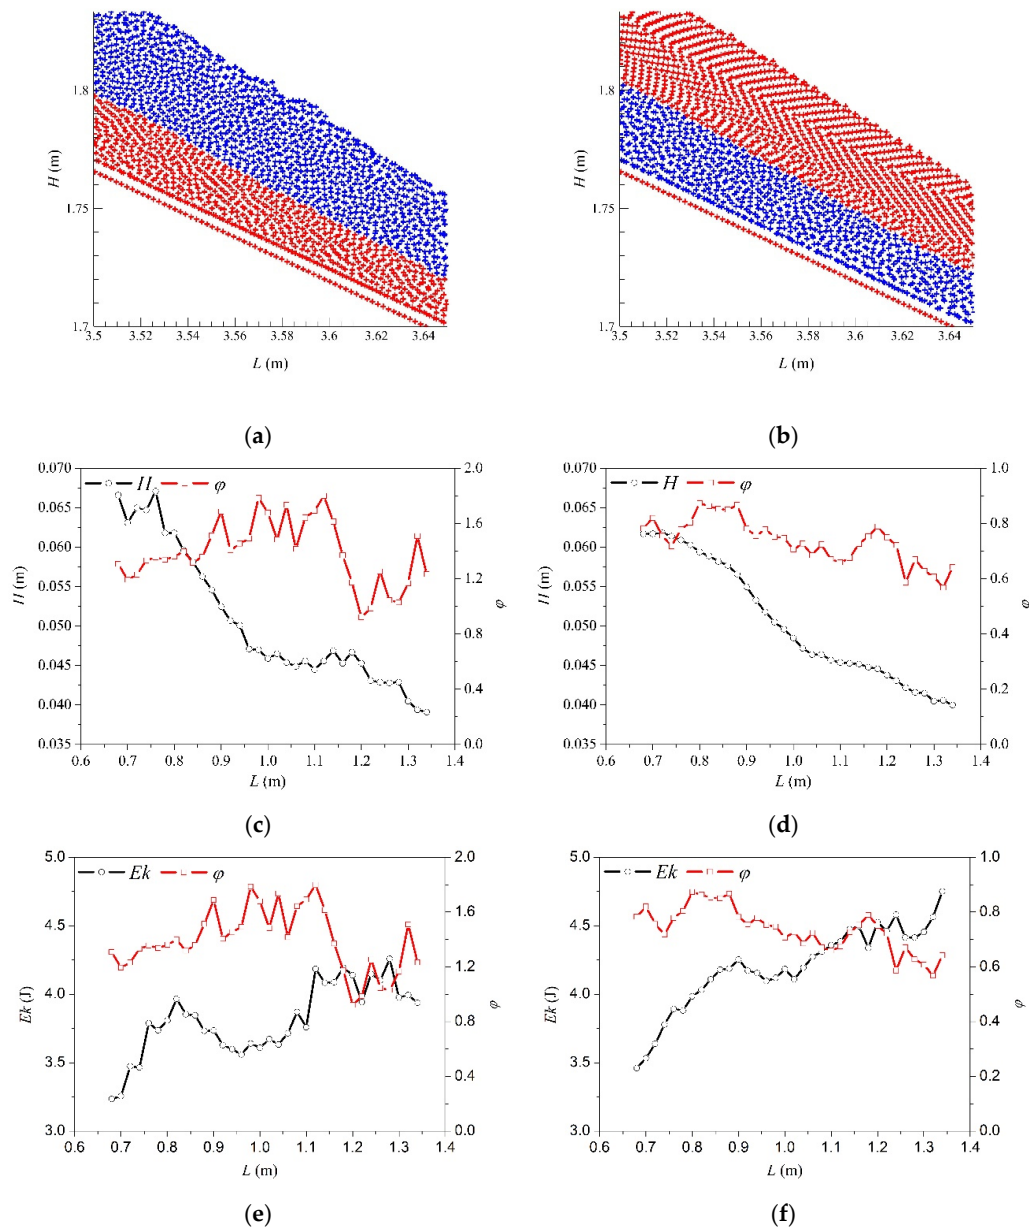 1.8
H (m)
1.75
1.7
3.5 3.52 3.54 3.56 3.58 3.6 3.62 3.64
L (m)
(a)
1.8
H (m)
1.75
1.7
3.5 3.52 3.54 3.56 3.58 3.6 3.62 3.64
L (m)
(b)
H φ
0.070 2.0
0.065
1.6
0.060
0.055 1.2
H (m) φ
0.050
0.8
0.045
0.4
0.040
0.035 0.0
0.6 0.7 0.8 0.9 1.0 1.1 1.2 1.3 1.4
L (m)
(c)
H φ
0.070 1.0
0.065
0.8
0.060
0.055 0.6
H (m) φ
0.050
0.4
0.045
0.2
0.040
0.035 0.0
0.6 0.7 0.8 0.9 1.0 1.1 1.2 1.3 1.4
L (m)
(d)
Ek φ
5.0 2.0
1.6
4.5
1.2
Ek (J) 4.0 φ
0.8
3.5
0.4
3.0 0.0
0.6 0.7 0.8 0.9 1.0 1.1 1.2 1.3 1.4
L (m)
(e)
Ek φ
5.0 1.0
0.8
4.5
0.6
Ek (J) 4.0 φ
0.4
3.5
0.2
3.0 0.0
0.6 0.7 0.8 0.9 1.0 1.1 1.2 1.3 1.4
L (m)
(f)